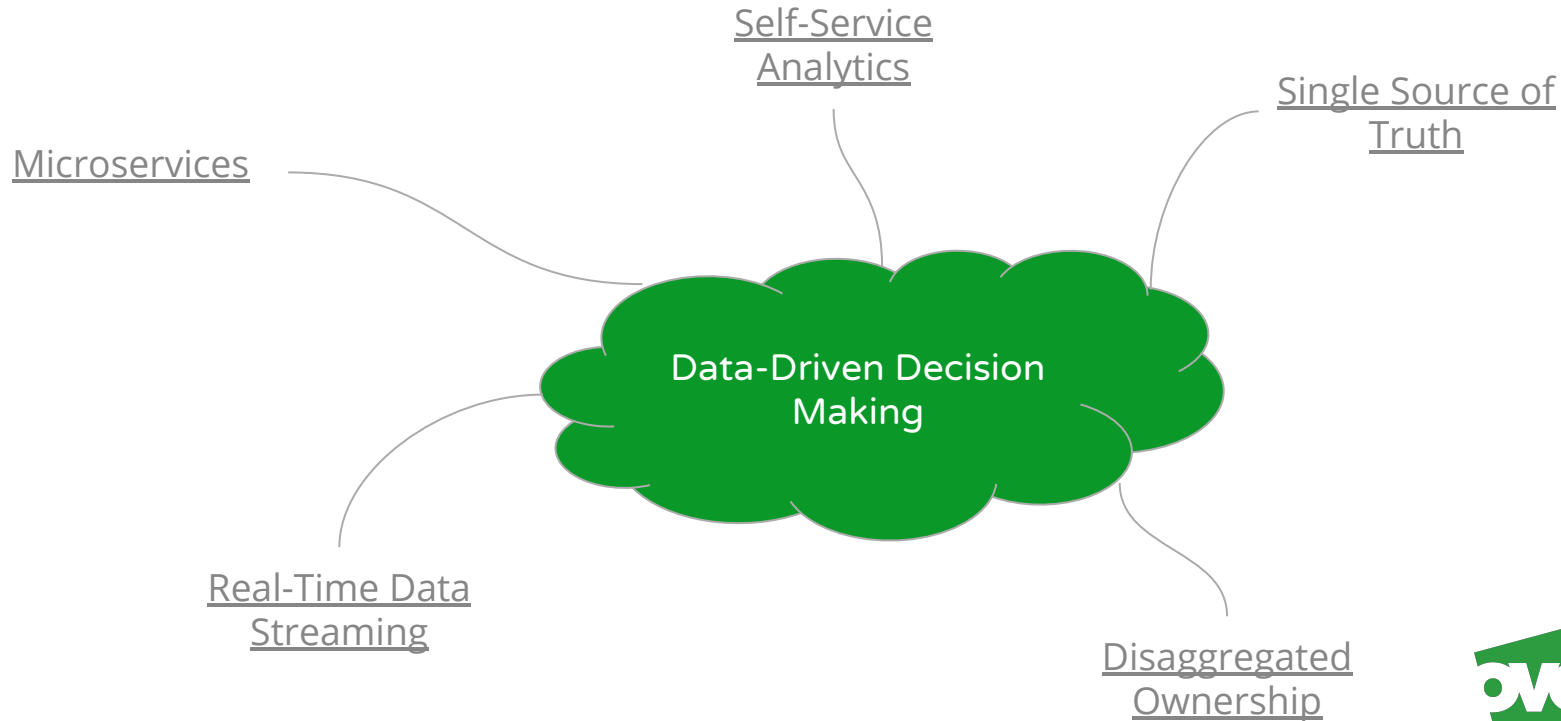 Self-Service
Analytics
Single Source of
Truth
Microservices
Data-Driven Decision
Making
Real-Time Data
Streaming
Disaggregated
Ownership